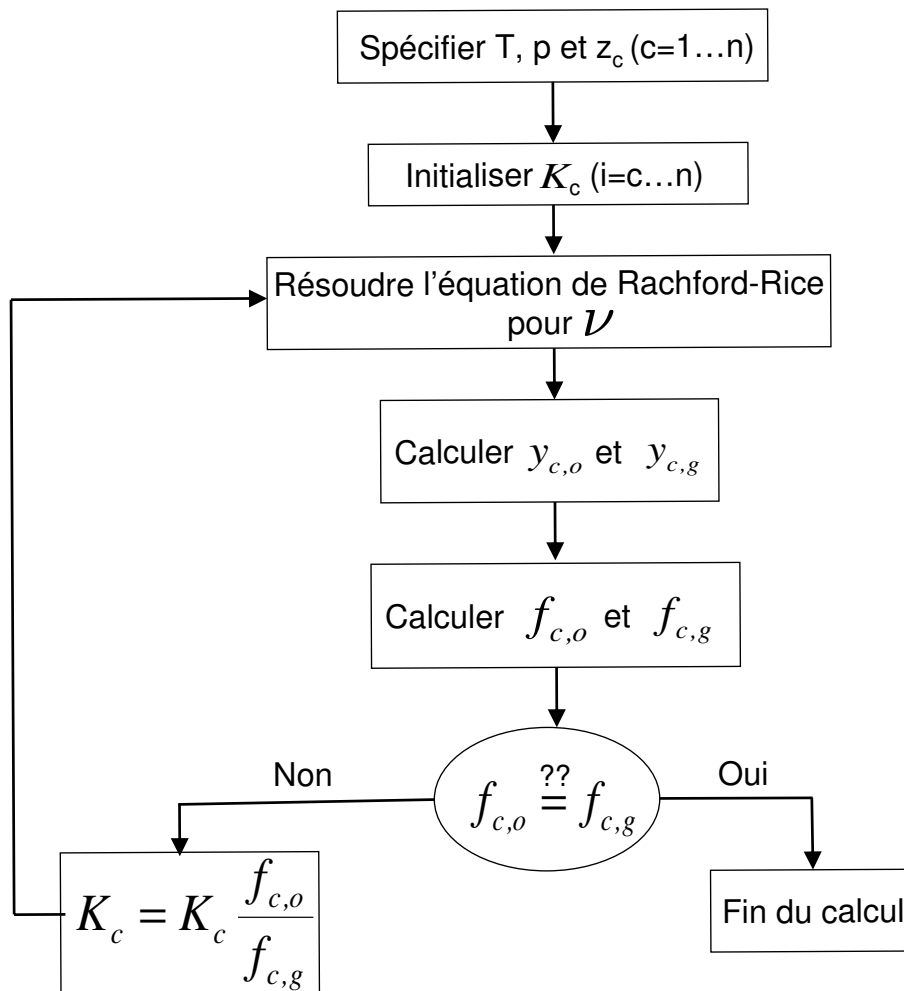 Spécifier T, p et z_c (c=1…n)
Initialiser K_c (i=c…n)
Résoudre l'équation de Rachford-Rice
pour ν
Calculer y_{c,o} et y_{c,g}
Calculer f_{c,o} et f_{c,g}
Non
f_{c,o} =?? f_{c,g}
Oui
K_c = K_c f_{c,o} / f_{c,g}
Fin du calcul